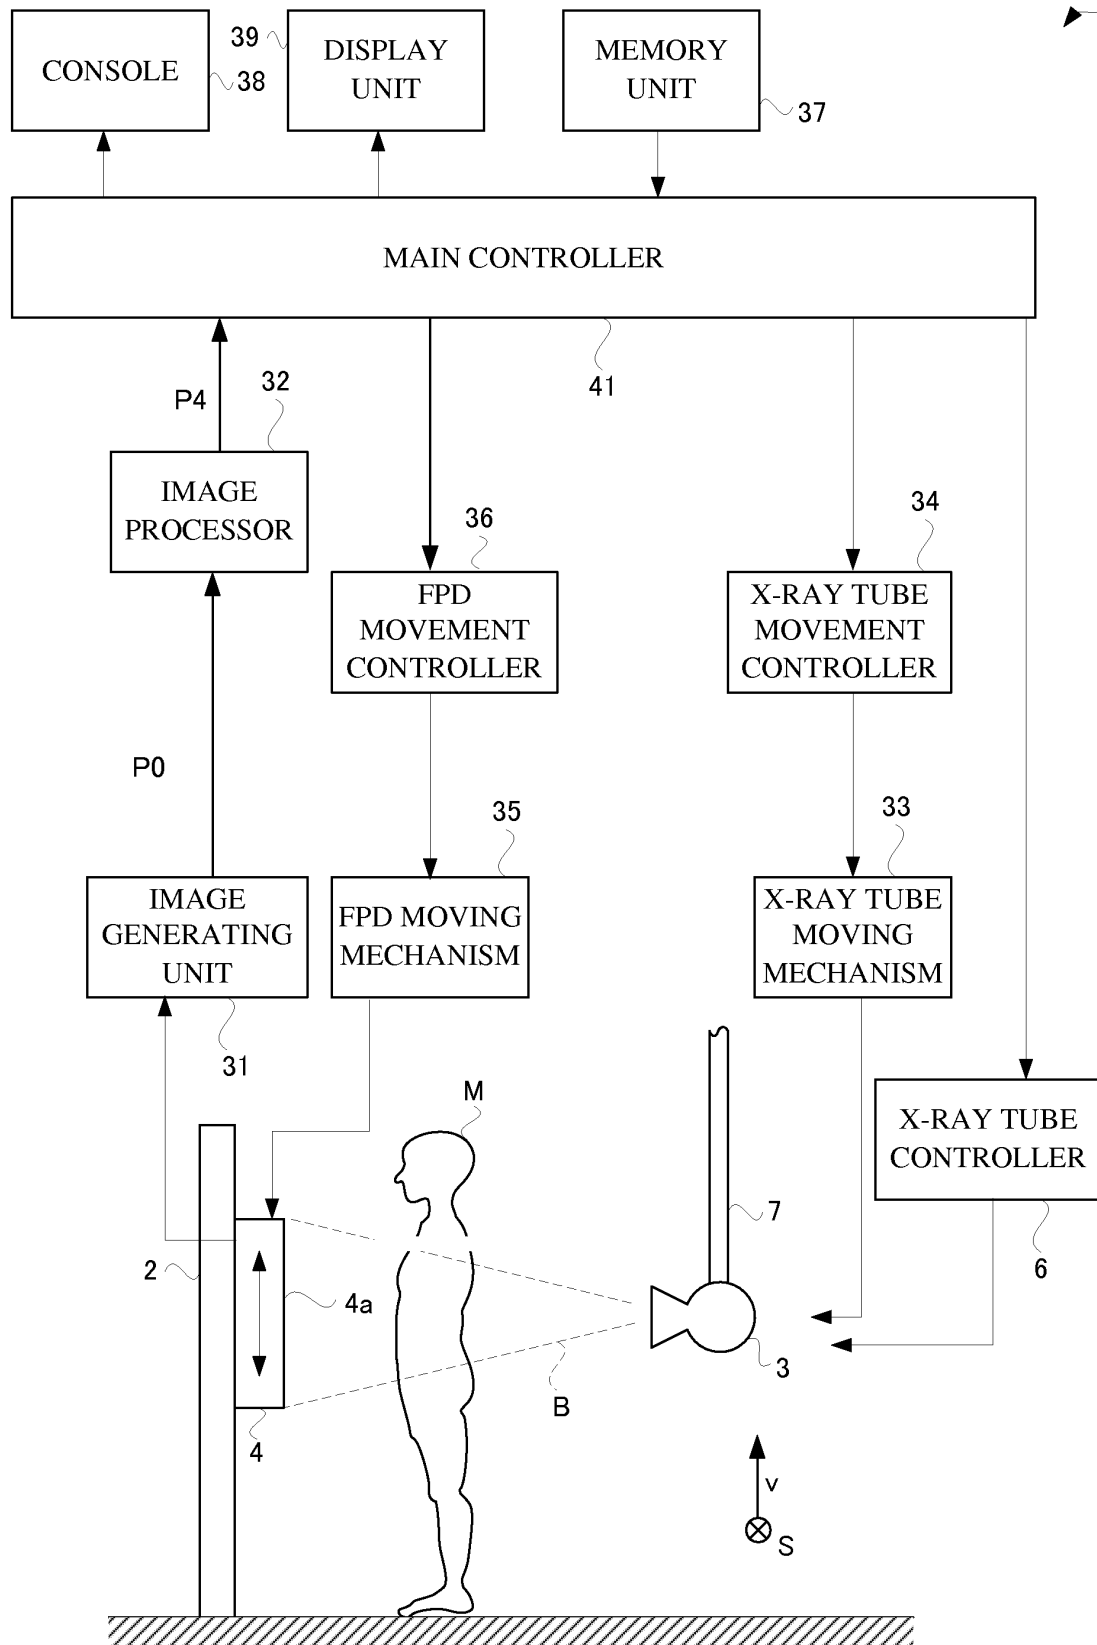 39
CONSOLE
38
DISPLAY
UNIT
MEMORY
UNIT
37
MAIN CONTROLLER
41
P4
32
IMAGE
PROCESSOR
36
FPD
MOVEMENT
CONTROLLER
34
X-RAY TUBE
MOVEMENT
CONTROLLER
P0
35
33
IMAGE
GENERATING
UNIT
31
FPD MOVING
MECHANISM
X-RAY TUBE
MOVING
MECHANISM
M
X-RAY TUBE
CONTROLLER
6
7
2
4a
3
B
4
v
S